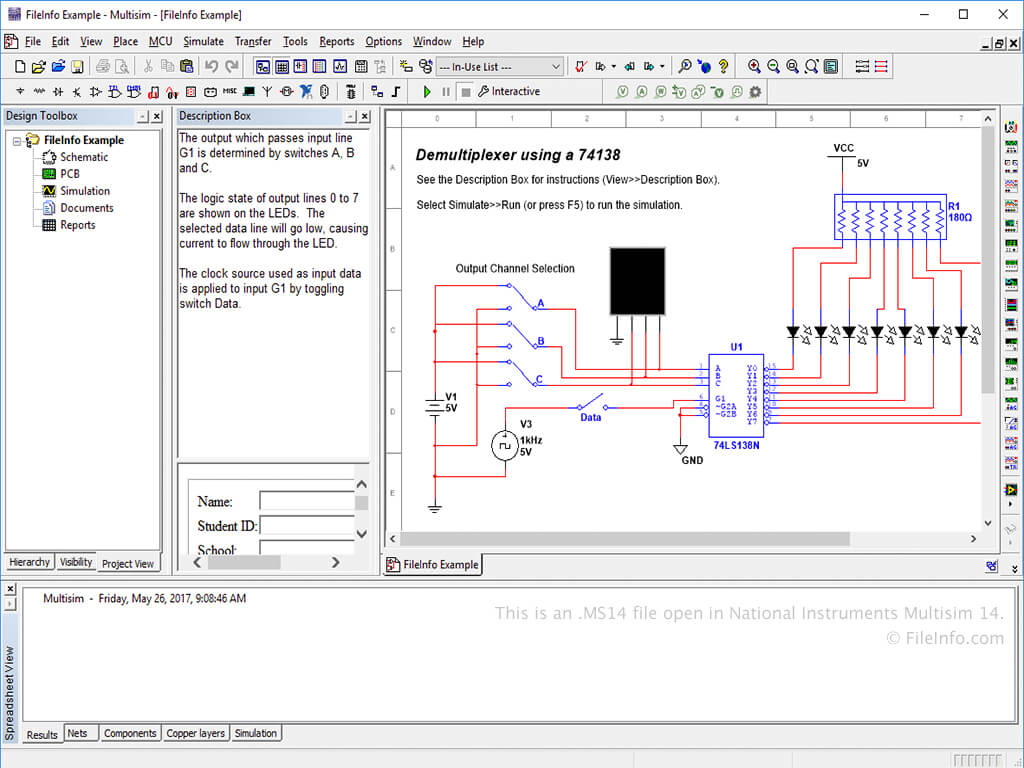 FileInfo Example - Multisim - [FileInfo Example]
File Edit View Place MCU Simulate Transfer Tools Reports Options Window Help
--- In-Use List ---
MISC
Interactive
Design Toolbox
FileInfo Example
Schematic
PCB
Simulation
Documents
Reports
Hierarchy Visibility Project View
Description Box
The output which passes input line
G1 is determined by switches A, B
and C.
The logic state of output lines 0 to 7
are shown on the LEDs. The
selected data line will go low, causing
current to flow through the LED.
The clock source used as input data
is applied to input G1 by toggling
switch Data.
Name:
Student ID:
School:
0 1 2 3 4 5 6 7
A
B
C
D
E
Demultiplexer using a 74138
See the Description Box for instructions (View>>Description Box).
Select Simulate>>Run (or press F5) to run the simulation.
VCC
5V
R1
180Ω
Output Channel Selection
A
B
C
V1
5V
V3
1kHz
5V
Data
GND
U1
A
B
C
G1
~G2A
~G2B
Y0
Y1
Y2
Y3
Y4
Y5
Y6
Y7
74LS138N
FileInfo Example
Multisim - Friday, May 26, 2017, 9:08:46 AM
This is an .MS14 file open in National Instruments Multisim 14.
© FileInfo.com
Spreadsheet View
Results Nets Components Copper layers Simulation